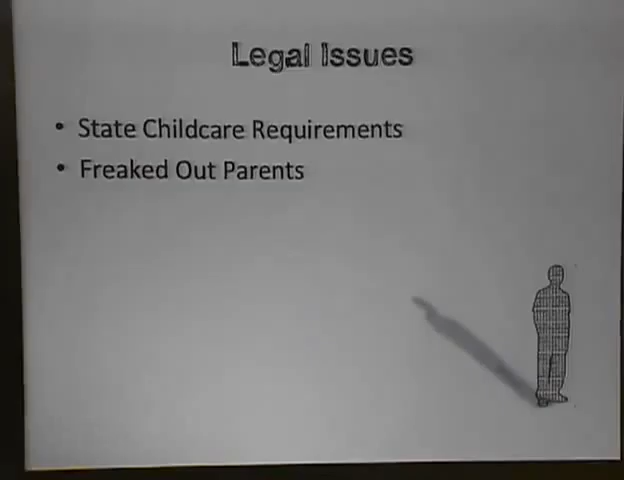 Legal Issues
• State Childcare Requirements
• Freaked Out Parents